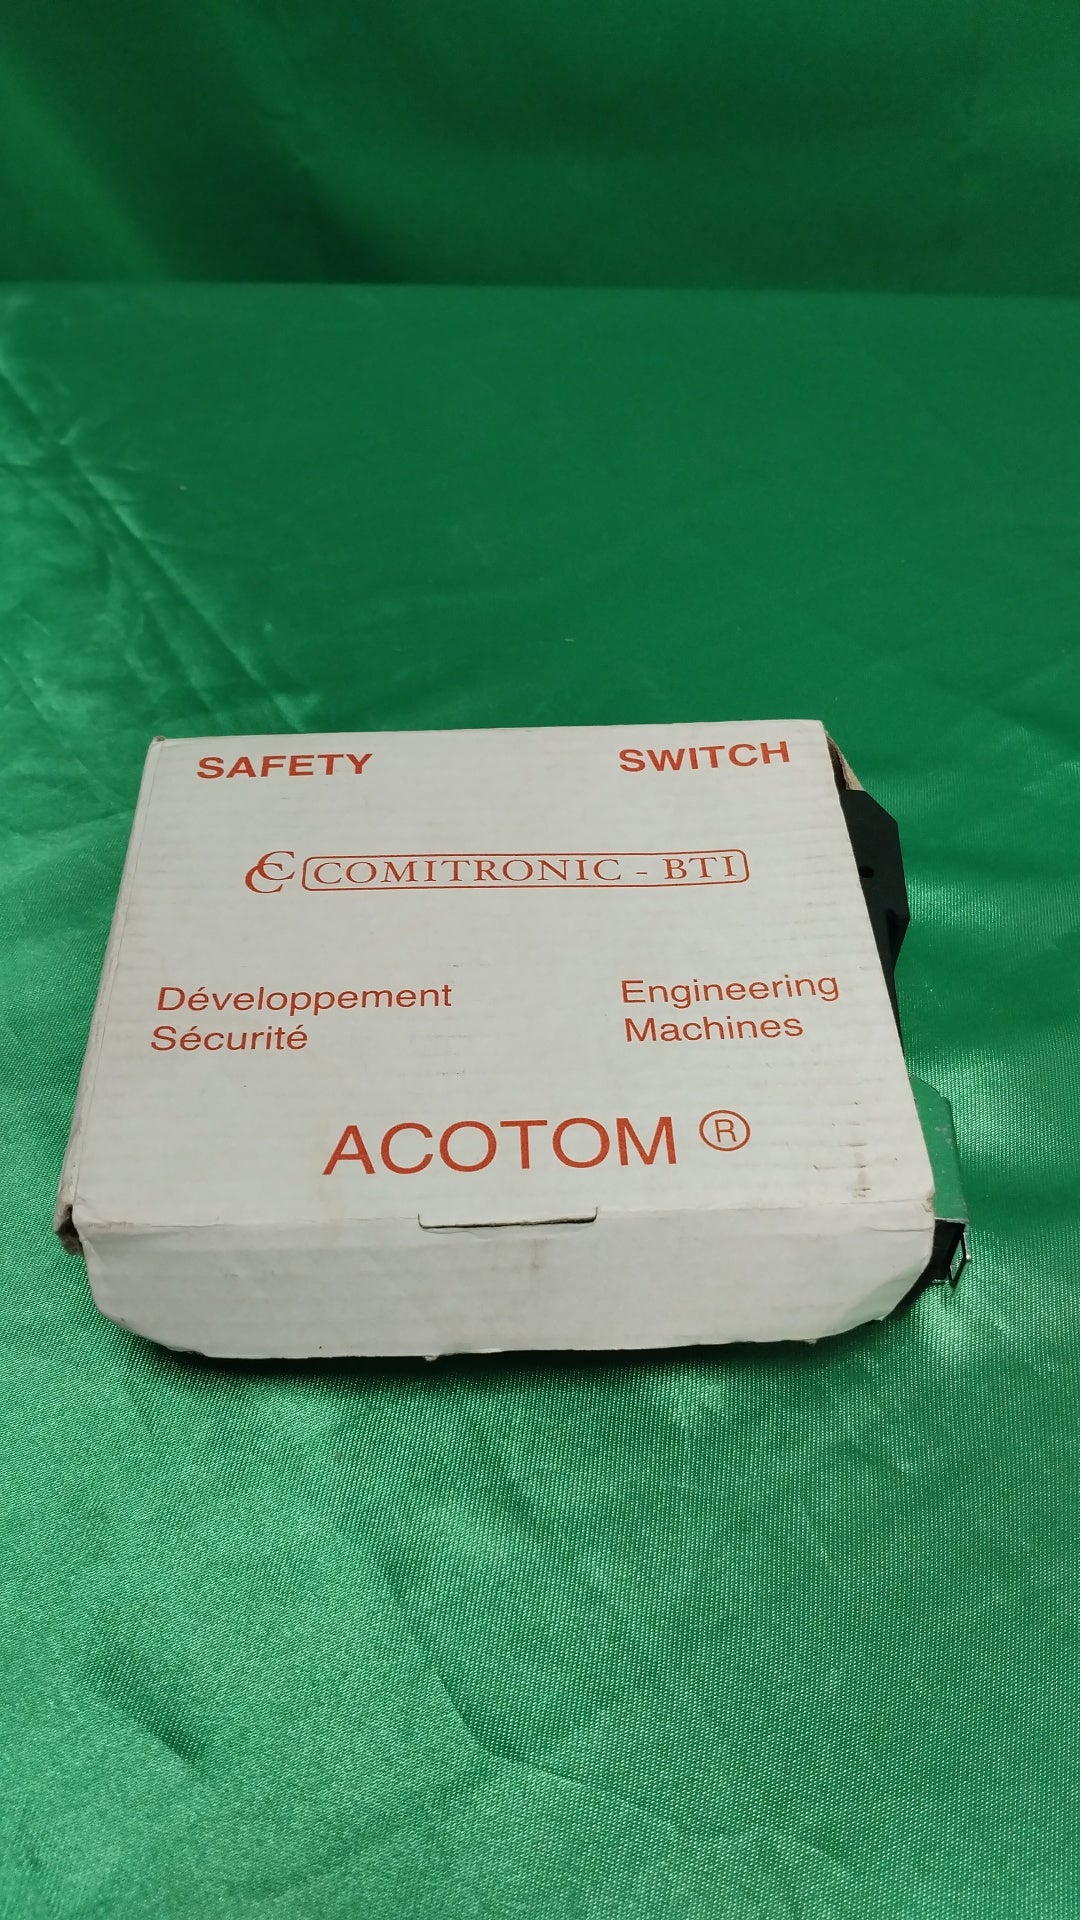 SAFETY SWITCH
CC COMITRONIC - BTI
Développement Engineering
Sécurité Machines
ACOTOM ®